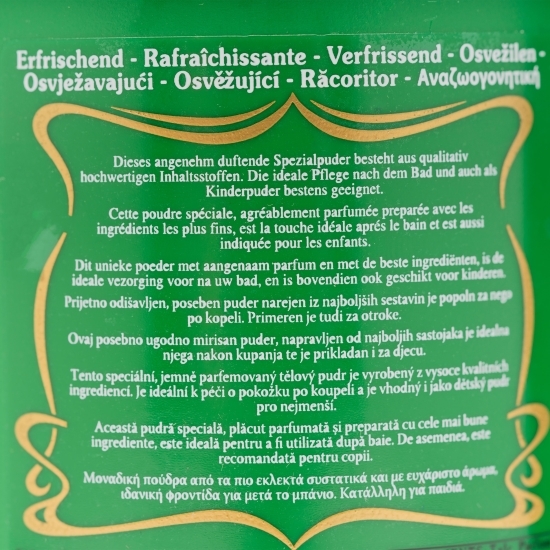 Erfrischend - Rafraîchissante - Verfrissend - Osvežilen -
Osvježavajući - Osvěžující - Răcoritor - Αναζωογονητική
Dieses angenehm duftende Spezialpuder besteht aus qualitativ
hochwertigen Inhaltsstoffen. Die ideale Pflege nach dem Bad und auch als
Kinderpuder bestens geeignet.
Cette poudre spéciale, agréablement parfumée preparée avec les
ingrédients les plus fins, est la touche idéale aprés le bain et est aussi
indiquée pour les enfants.
Dit unieke poeder met aangenaam parfum en met de beste ingrediënten, is de
ideale vezorging voor na uw bad, en is bovendien ook geschikt voor kinderen.
Prijetno odišavljen, poseben puder narejen iz najboljših sestavin je popoln za nego
po kopeli. Primeren je tudi za otroke.
Ovaj posebno ugodno mirisan puder, napravljen od najboljh sastojaka je idealna
njega nakon kupanja te je prikladan i za djecu.
Tento speciální, jemně parfemovaný tělový pudr je vyrobený z vysoce kvalitních
ingrediencí. Je ideální k péči o pokožku po koupeli a je vhodný i jako dětský pudr
pro nejmenší.
Această pudră specială, plăcut parfumată şi preparată cu cele mai bune
ingrediente, este ideală pentru a fi utilizată după baie. De asemenea, este
recomandată pentru copii.
Μοναδική πούδρα από τα πιο εκλεκτά συστατικά και με ευχάριστο άρωμα,
ιδανική φροντίδα για μετά το μπάνιο. Κατάλληλη για παιδιά.